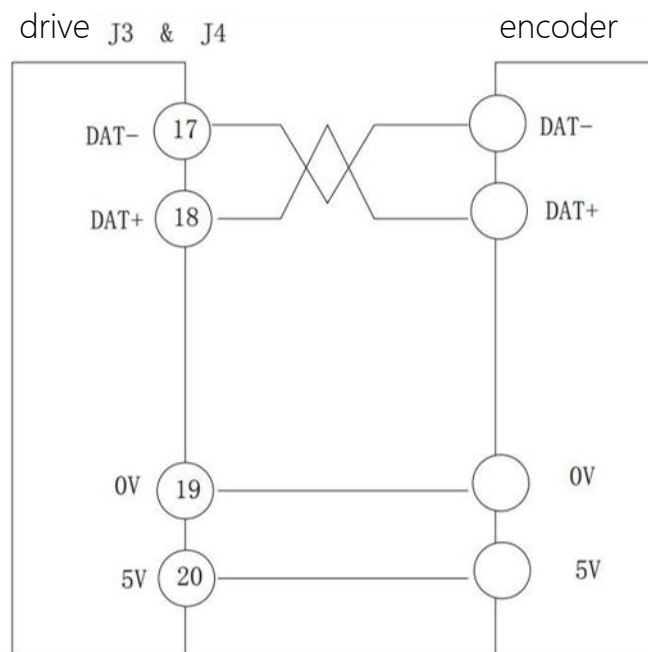 drive J3 & J4 encoder
DAT- 17 DAT-
DAT+ 18 DAT+
0V 19 0V
5V 20 5V